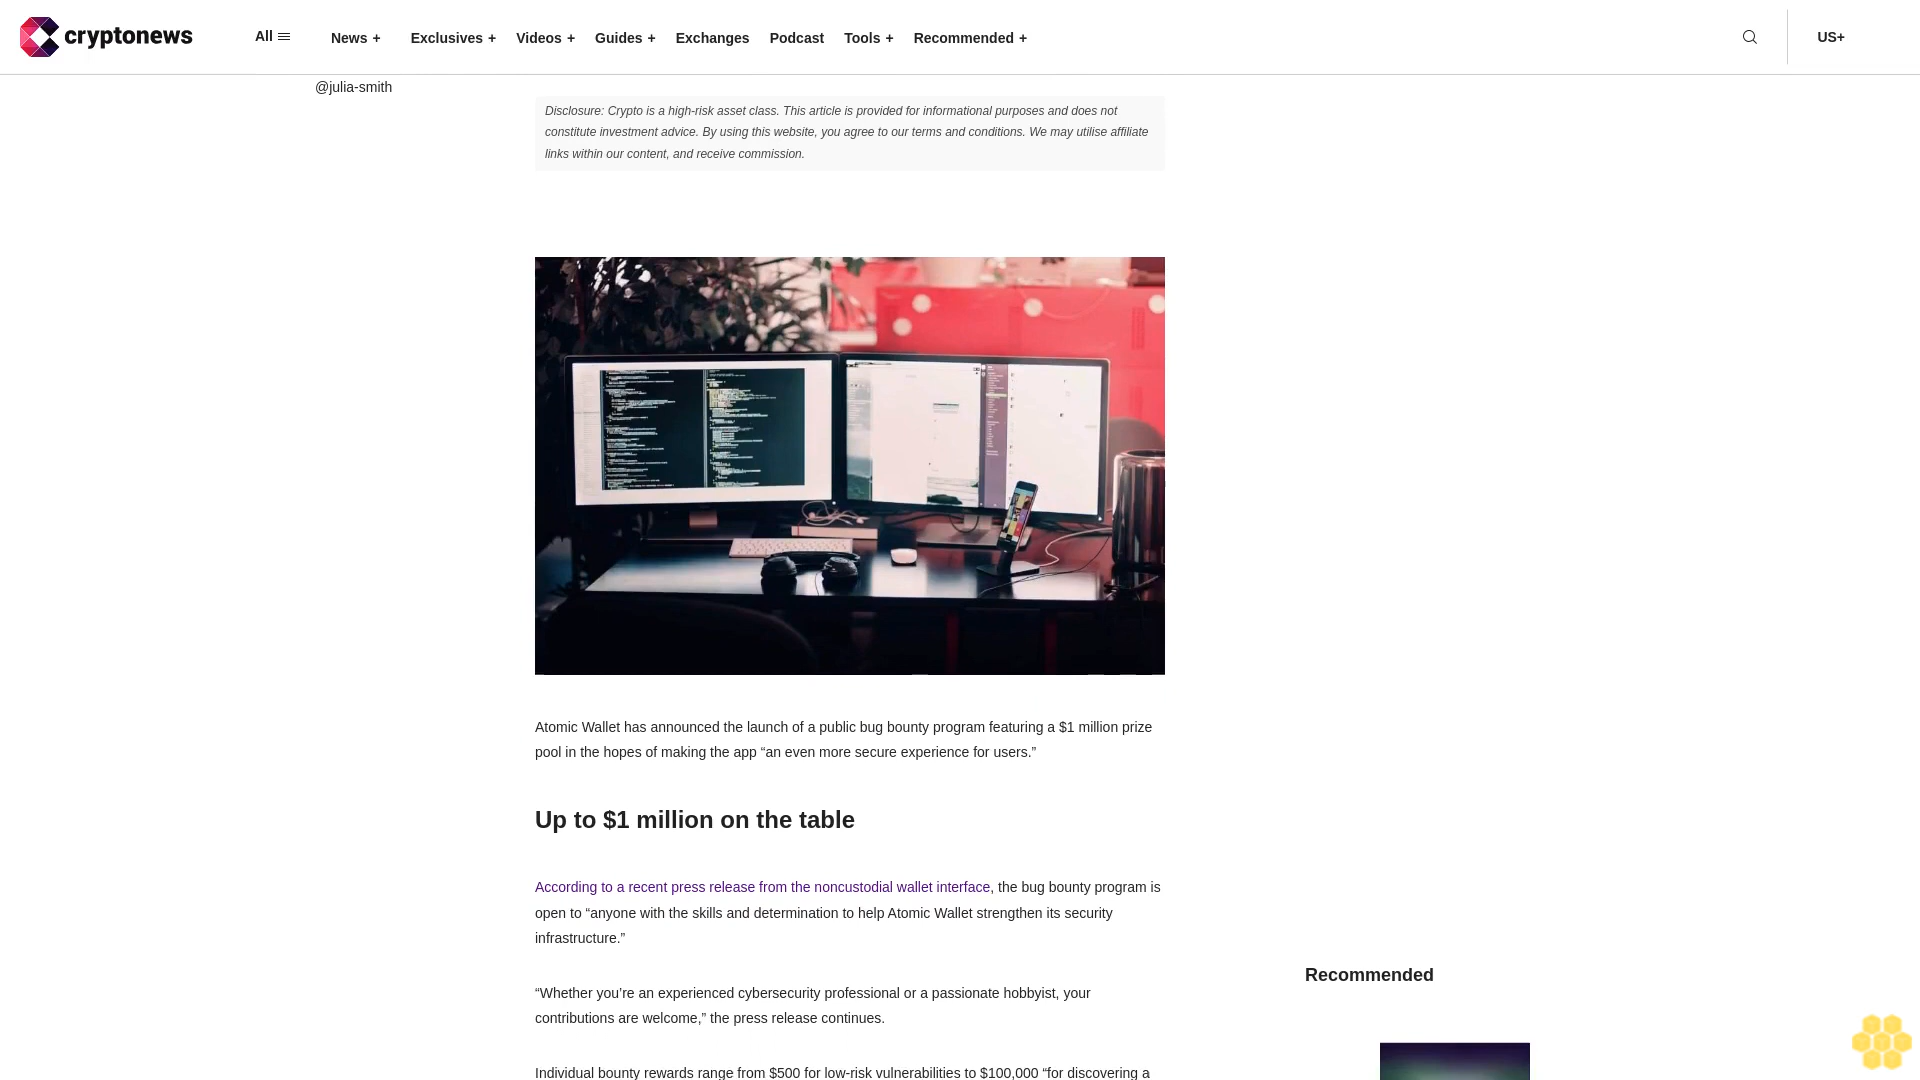 cryptonews
All
News +
Exclusives +
Videos +
Guides +
Exchanges
Podcast
Tools +
Recommended +
US+
@julia-smith
Disclosure: Crypto is a high-risk asset class. This article is provided for informational purposes and does not
constitute investment advice. By using this website, you agree to our terms and conditions. We may utilise affiliate
links within our content, and receive commission.
Atomic Wallet has announced the launch of a public bug bounty program featuring a $1 million prize
pool in the hopes of making the app “an even more secure experience for users.”
Up to $1 million on the table
According to a recent press release from the noncustodial wallet interface, the bug bounty program is
open to “anyone with the skills and determination to help Atomic Wallet strengthen its security
infrastructure.”
“Whether you’re an experienced cybersecurity professional or a passionate hobbyist, your
contributions are welcome,” the press release continues.
Individual bounty rewards range from $500 for low-risk vulnerabilities to $100,000 “for discovering a
Recommended